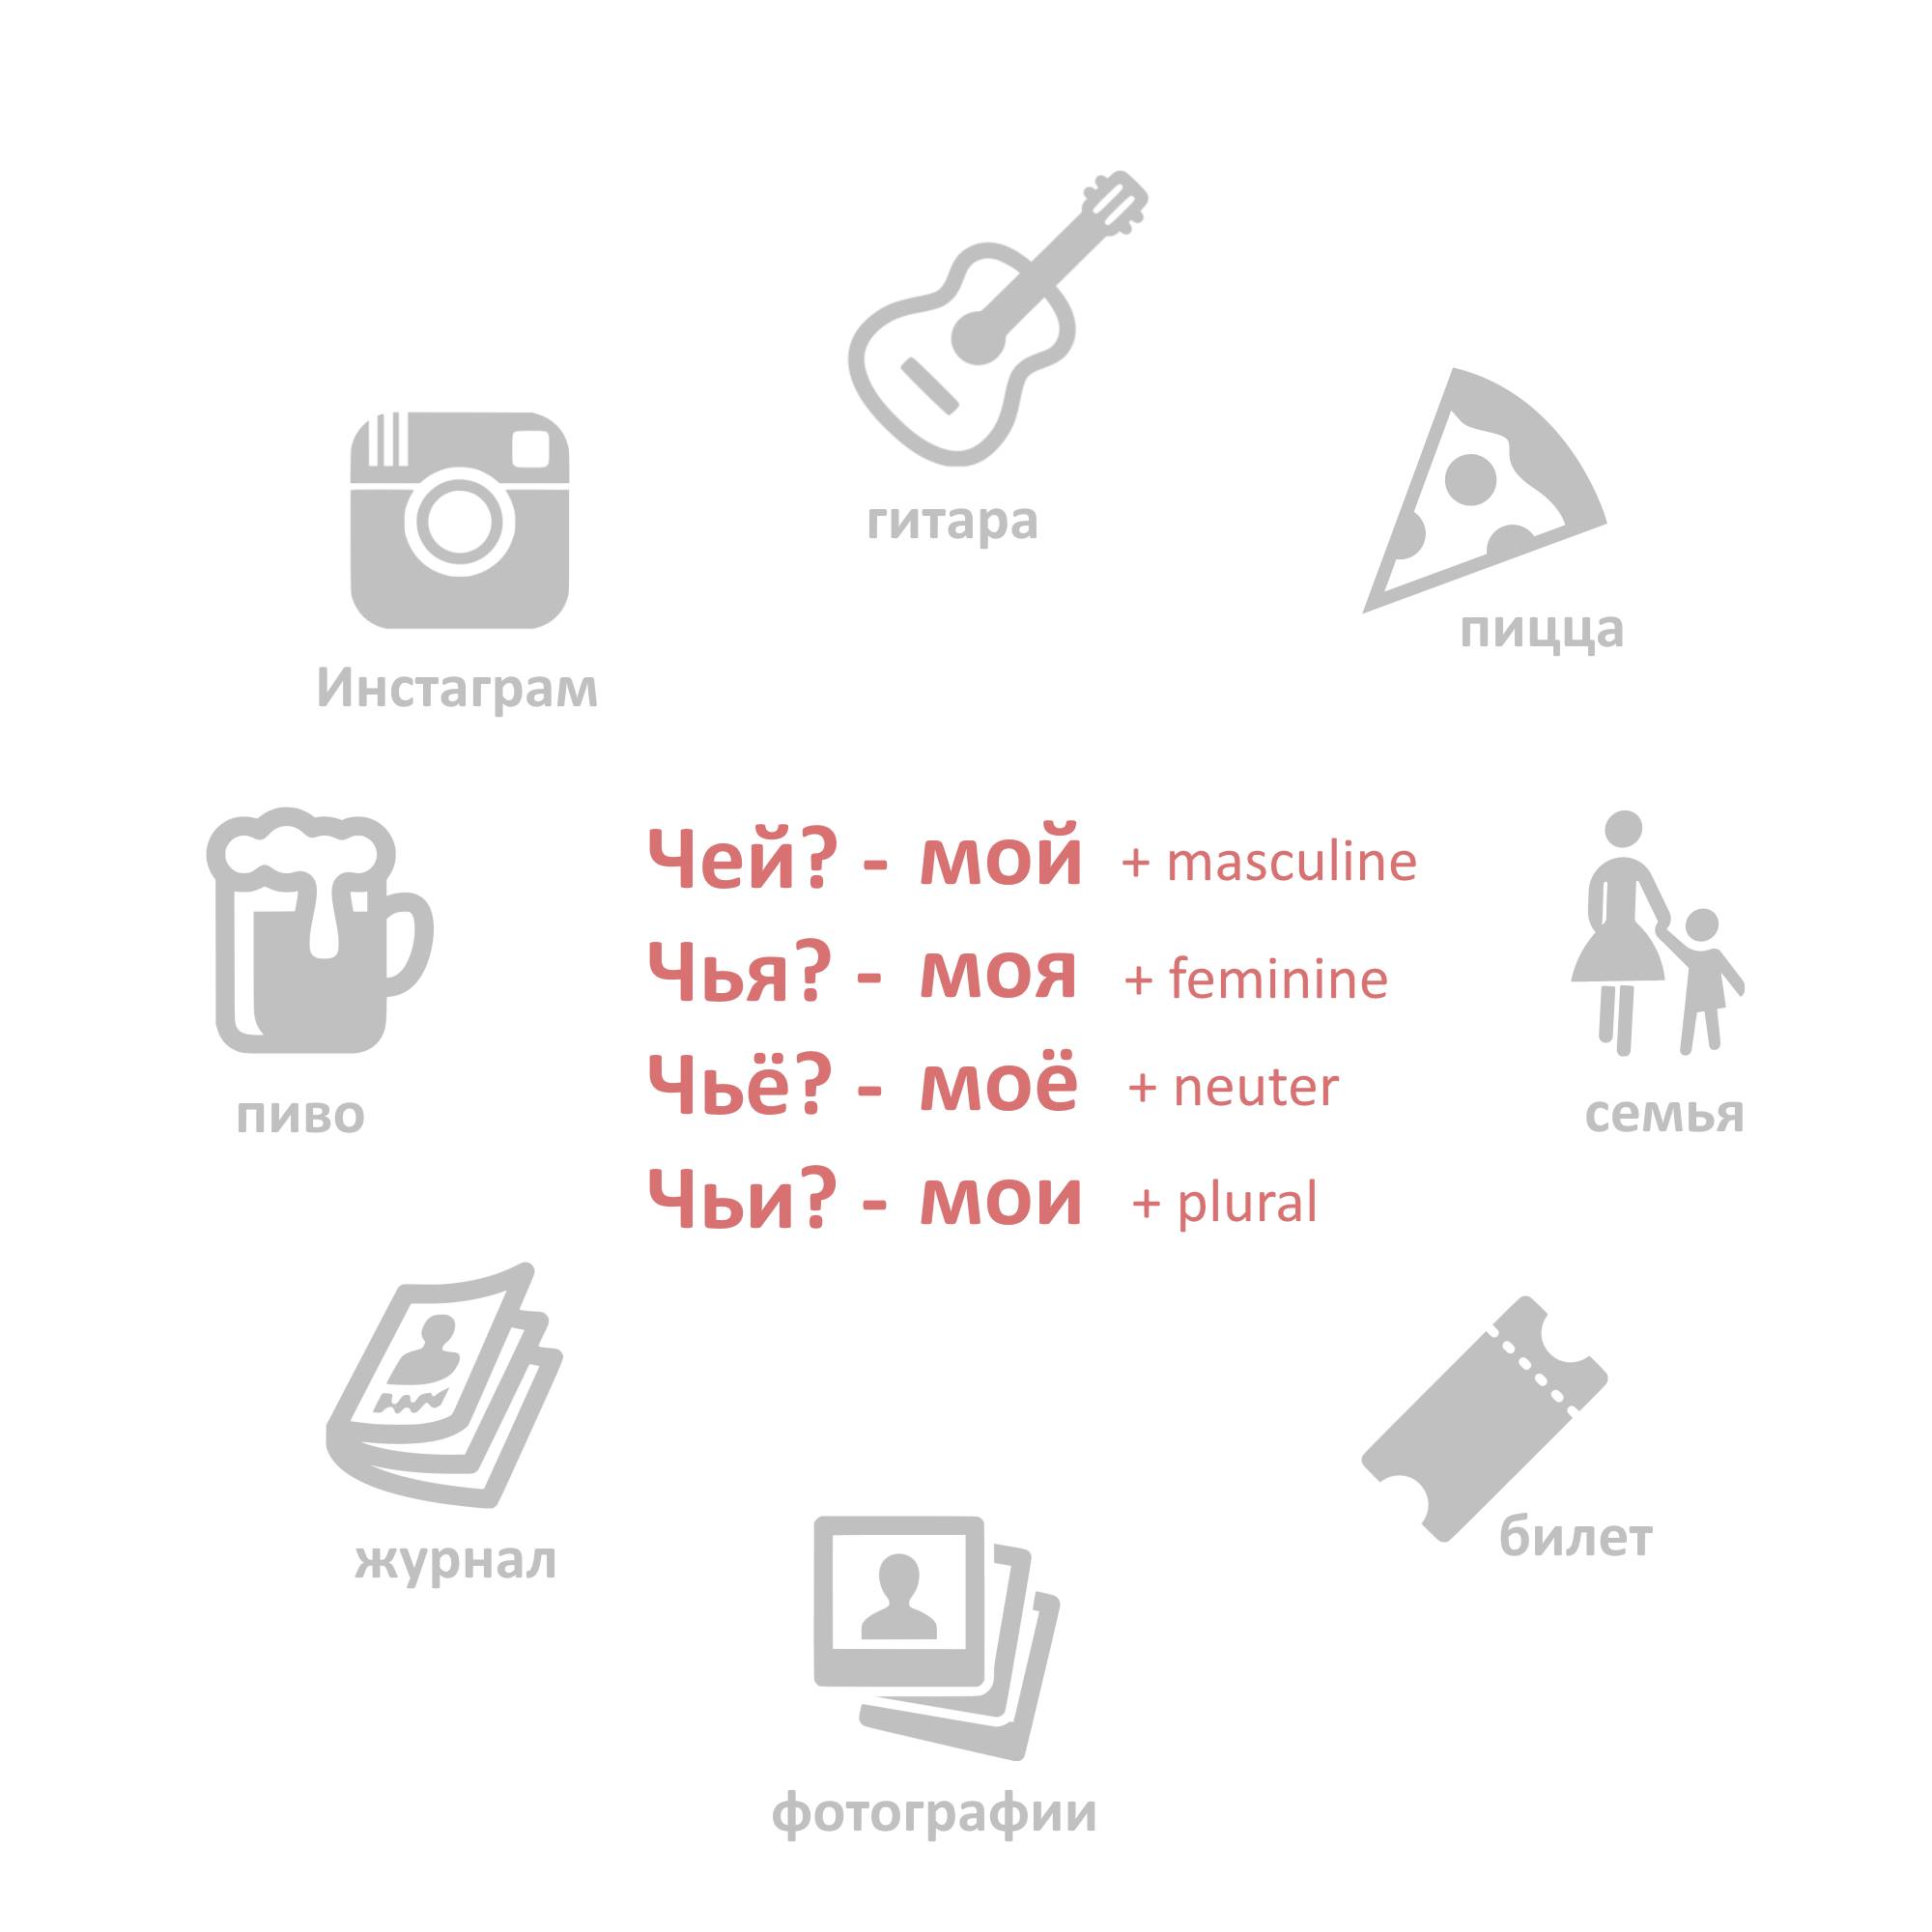 гитара
пицца
Инстаграм
Чей? - мой + masculine
Чья? - моя + feminine
Чьё? - моё + neuter
Чьи? - мои + plural
пиво
семья
журнал
билет
фотографии